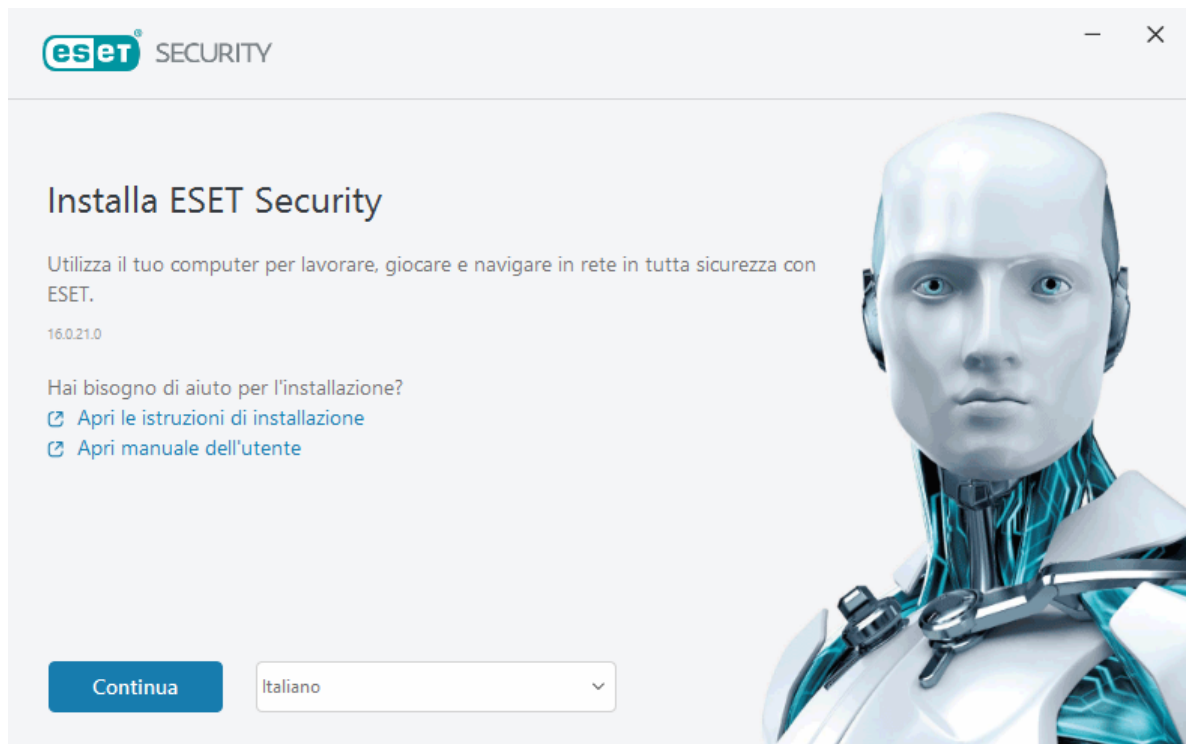 eset® SECURITY
Installa ESET Security
Utilizza il tuo computer per lavorare, giocare e navigare in rete in tutta sicurezza con
ESET.
16.0.21.0
Hai bisogno di aiuto per l'installazione?
Apri le istruzioni di installazione
Apri manuale dell'utente
Continua
Italiano